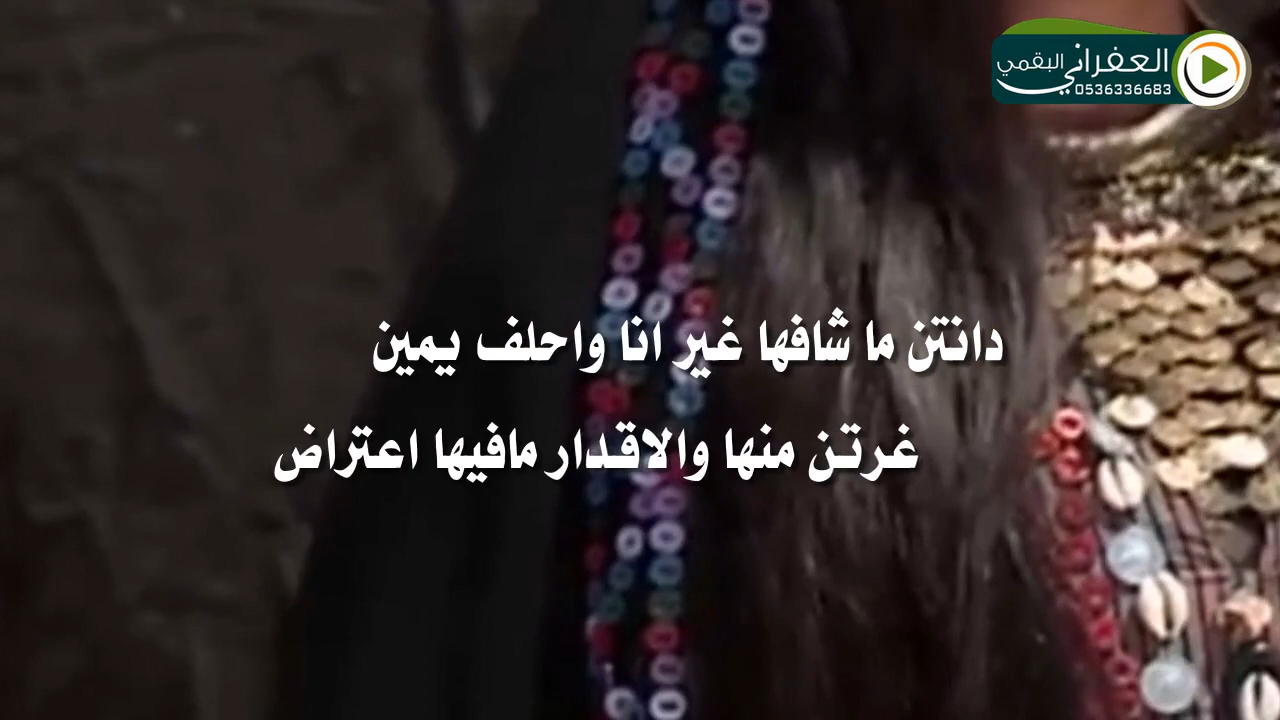 العفراني البقمي
0536336683
دانتن ما شافها غير انا واحلف يمين
غرتن منها والاقدار مافيها اعتراض